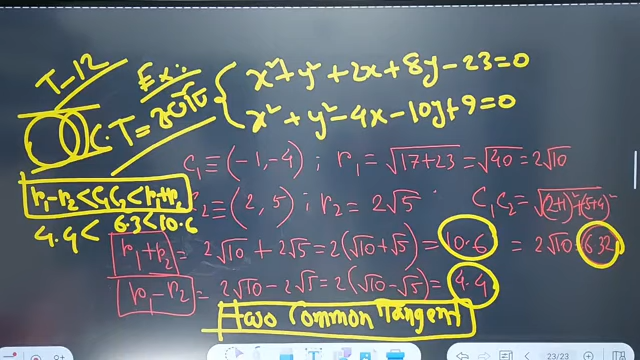 T-12
Ex:
C.T=
x²+y²+2x+8y-23=0
x²+y²-4x-10y+9=0
C₁≡(-1,-4) ; r₁=√17+23=√40=2√10
r₁-r₂<C₁C₂<r₁+r₂
C₂≡(2,5) ; r₂=2√5 ; C₁C₂=√(2+1)²+(5+4)²
4.4< 6.3<10.6
r₁+r₂ = 2√10+2√5=2(√10+√5)=10.6 =2√10=6.32
r₁-r₂ = 2√10-2√5=2(√10-√5)=4.4
Two Common Tangent
23/23